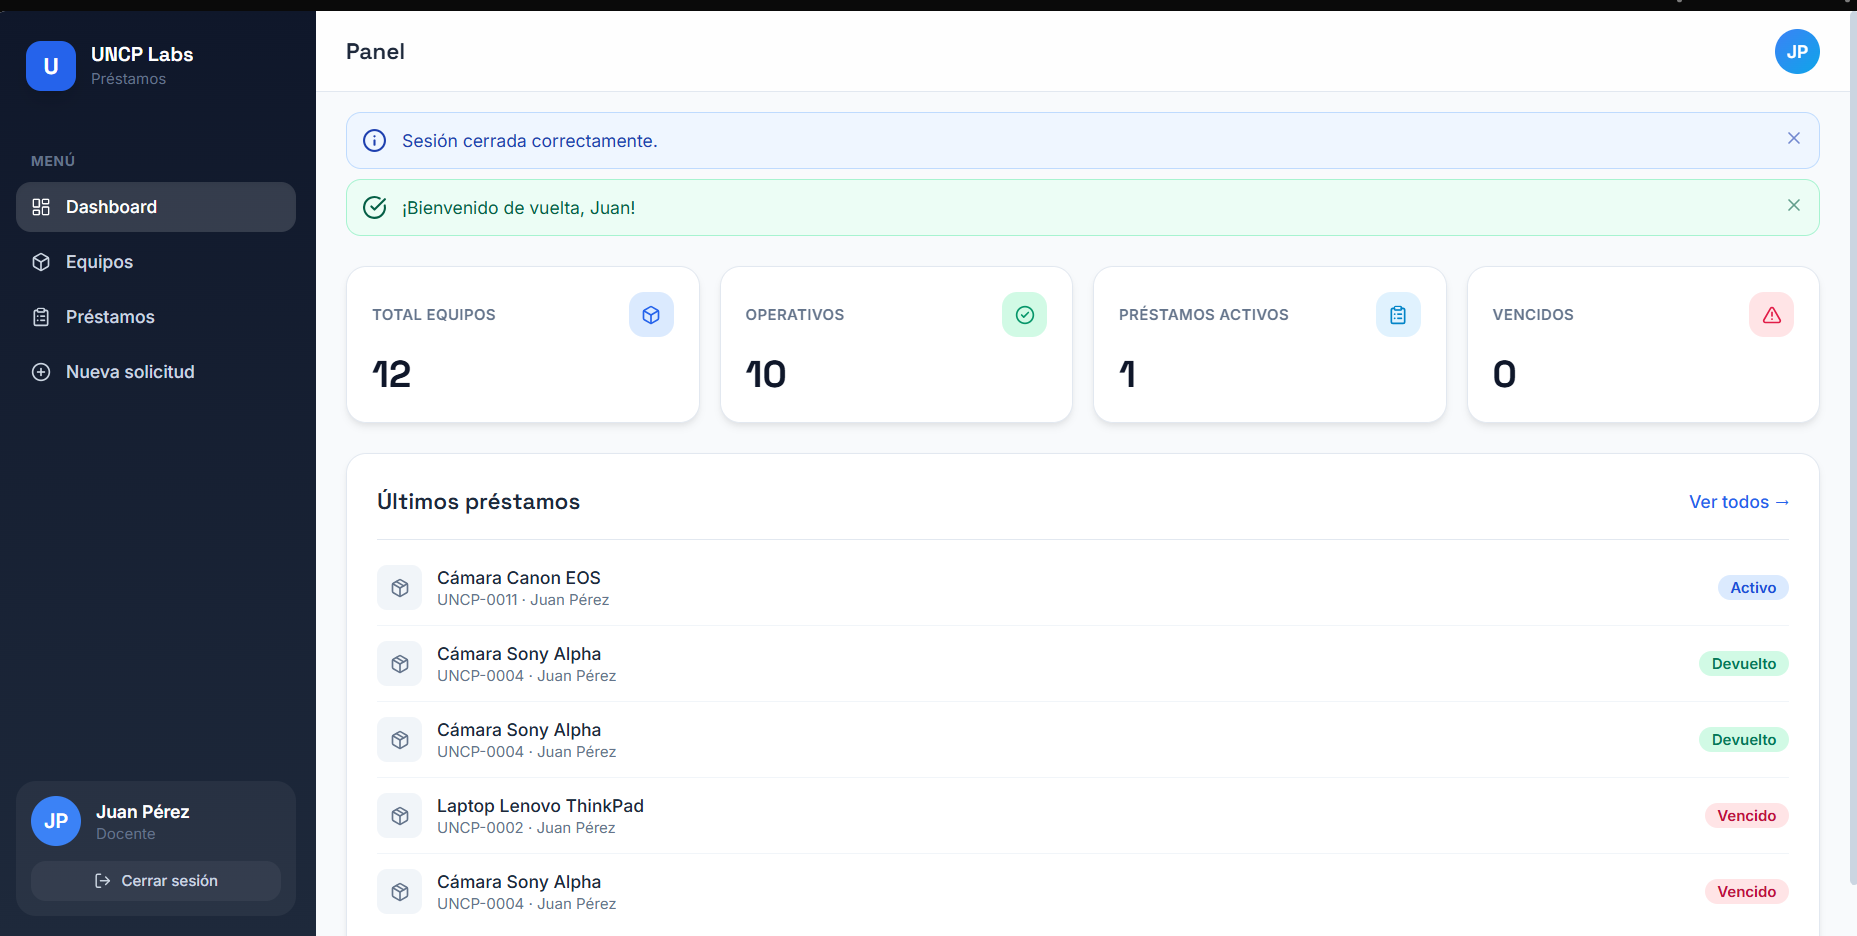 U
UNCP Labs
Préstamos
MENÚ
Dashboard
Equipos
Préstamos
Nueva solicitud
JP
Juan Pérez
Docente
Cerrar sesión
Panel
JP
Sesión cerrada correctamente.
¡Bienvenido de vuelta, Juan!
TOTAL EQUIPOS
12
OPERATIVOS
10
PRÉSTAMOS ACTIVOS
1
VENCIDOS
0
Últimos préstamos
Ver todos →
Cámara Canon EOS
UNCP-0011 · Juan Pérez
Activo
Cámara Sony Alpha
UNCP-0004 · Juan Pérez
Devuelto
Cámara Sony Alpha
UNCP-0004 · Juan Pérez
Devuelto
Laptop Lenovo ThinkPad
UNCP-0002 · Juan Pérez
Vencido
Cámara Sony Alpha
UNCP-0004 · Juan Pérez
Vencido